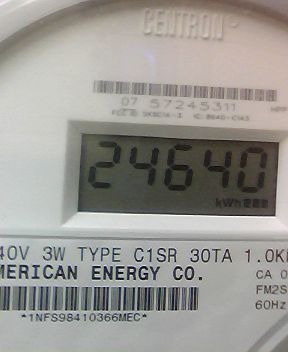 CENTRON
07 57245311
24640
kWh
40V 3W TYPE C1SR 30TA 1.0K
MERICAN ENERGY CO.
CA 0
FM2S
60Hz
*1NFS98410366MEC*